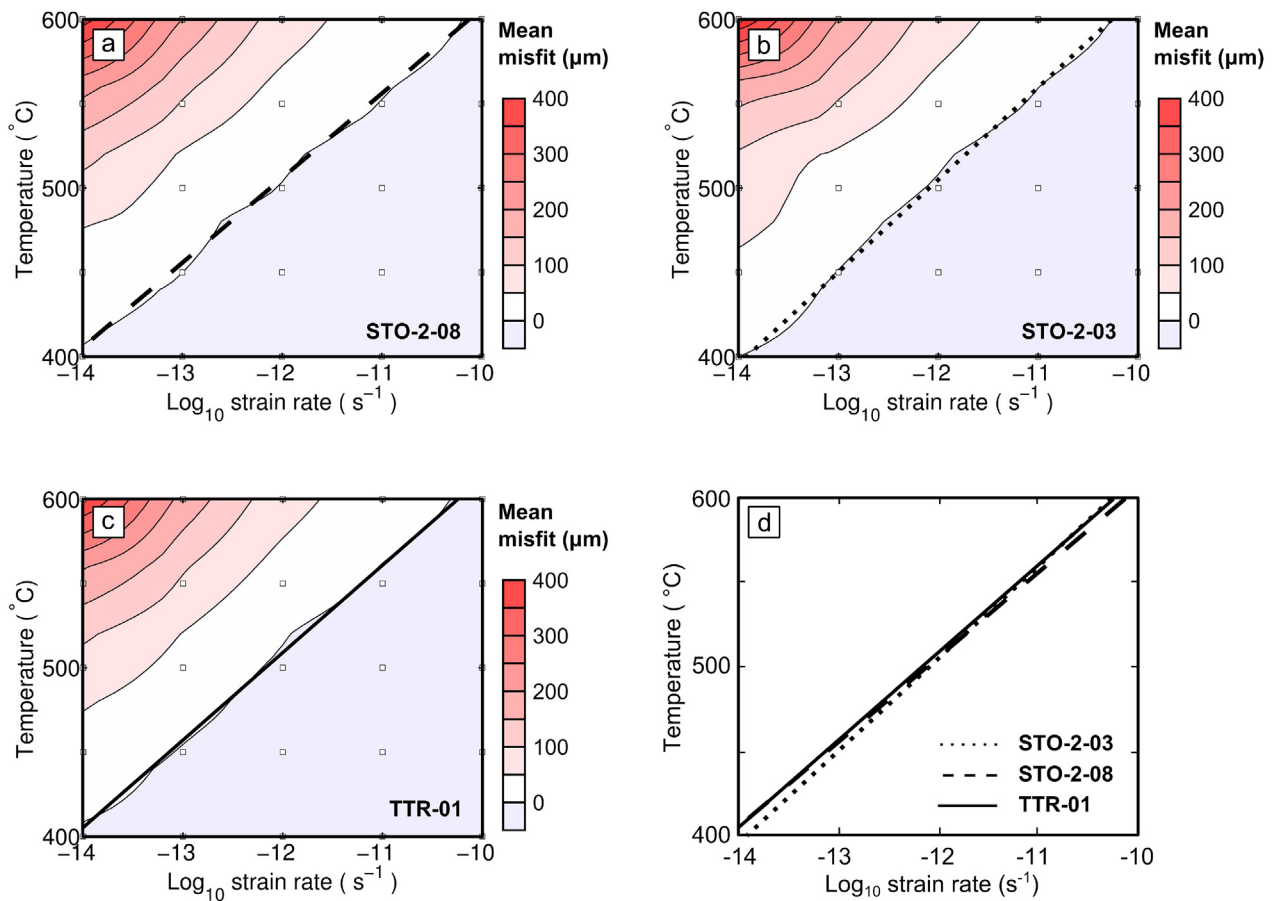 a
600
500
400
Temperature ( °C)
−14 −13 −12 −11 −10
Log10 strain rate ( s−1 )
STO-2-08
Mean
misfit (µm)
400
300
200
100
0
b
600
500
400
Temperature ( °C)
−14 −13 −12 −11 −10
Log10 strain rate ( s−1 )
STO-2-03
Mean
misfit (µm)
400
300
200
100
0
c
600
500
400
Temperature ( °C)
−14 −13 −12 −11 −10
Log10 strain rate ( s−1 )
TTR-01
Mean
misfit (µm)
400
300
200
100
0
d
600
500
400
Temperature ( °C)
STO-2-03
STO-2-08
TTR-01
-14 -13 -12 -11 -10
Log10 strain rate (s-1)